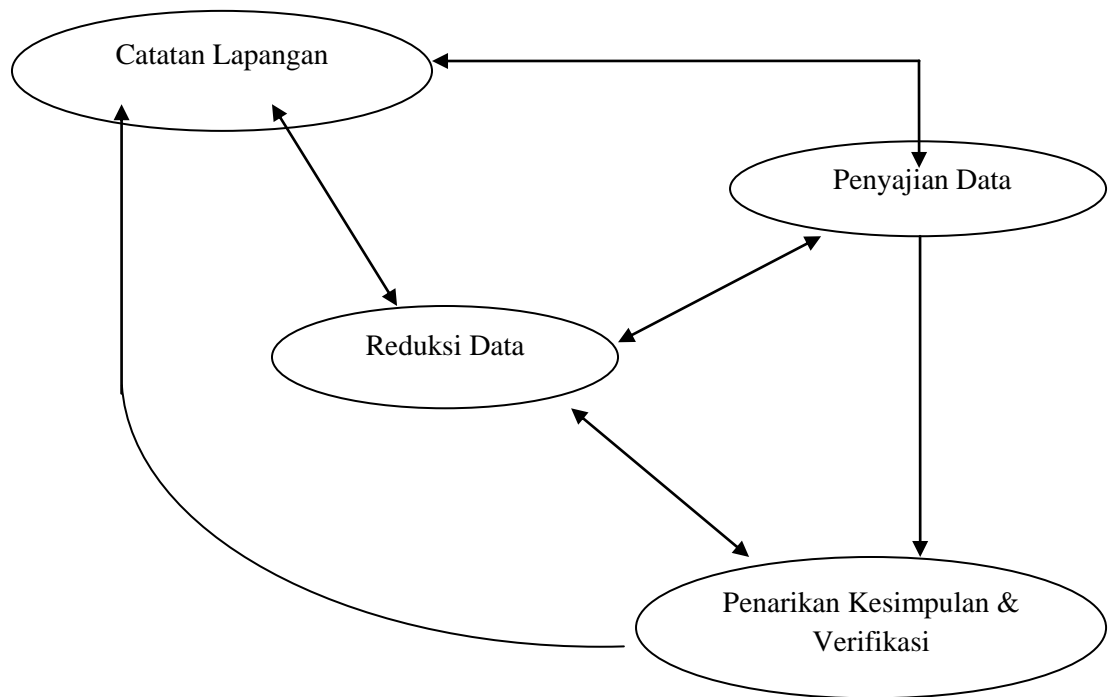 Catatan Lapangan
Penyajian Data
Reduksi Data
Penarikan Kesimpulan &
Verifikasi